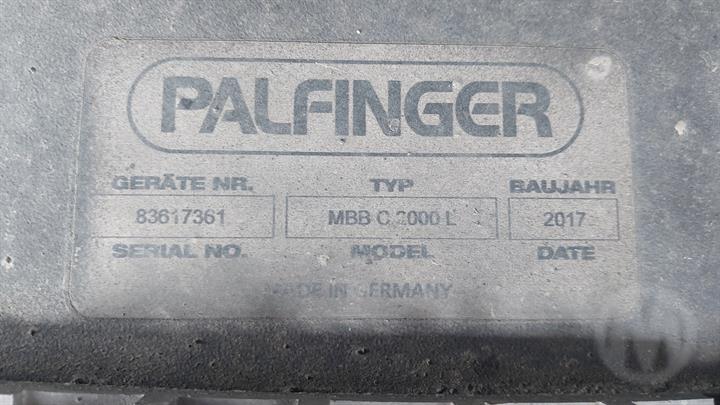 PALFINGER
GERÄTE NR. TYP BAUJAHR
83617361 MBB C 2000 L 2017
SERIAL NO. MODEL DATE
MADE IN GERMANY